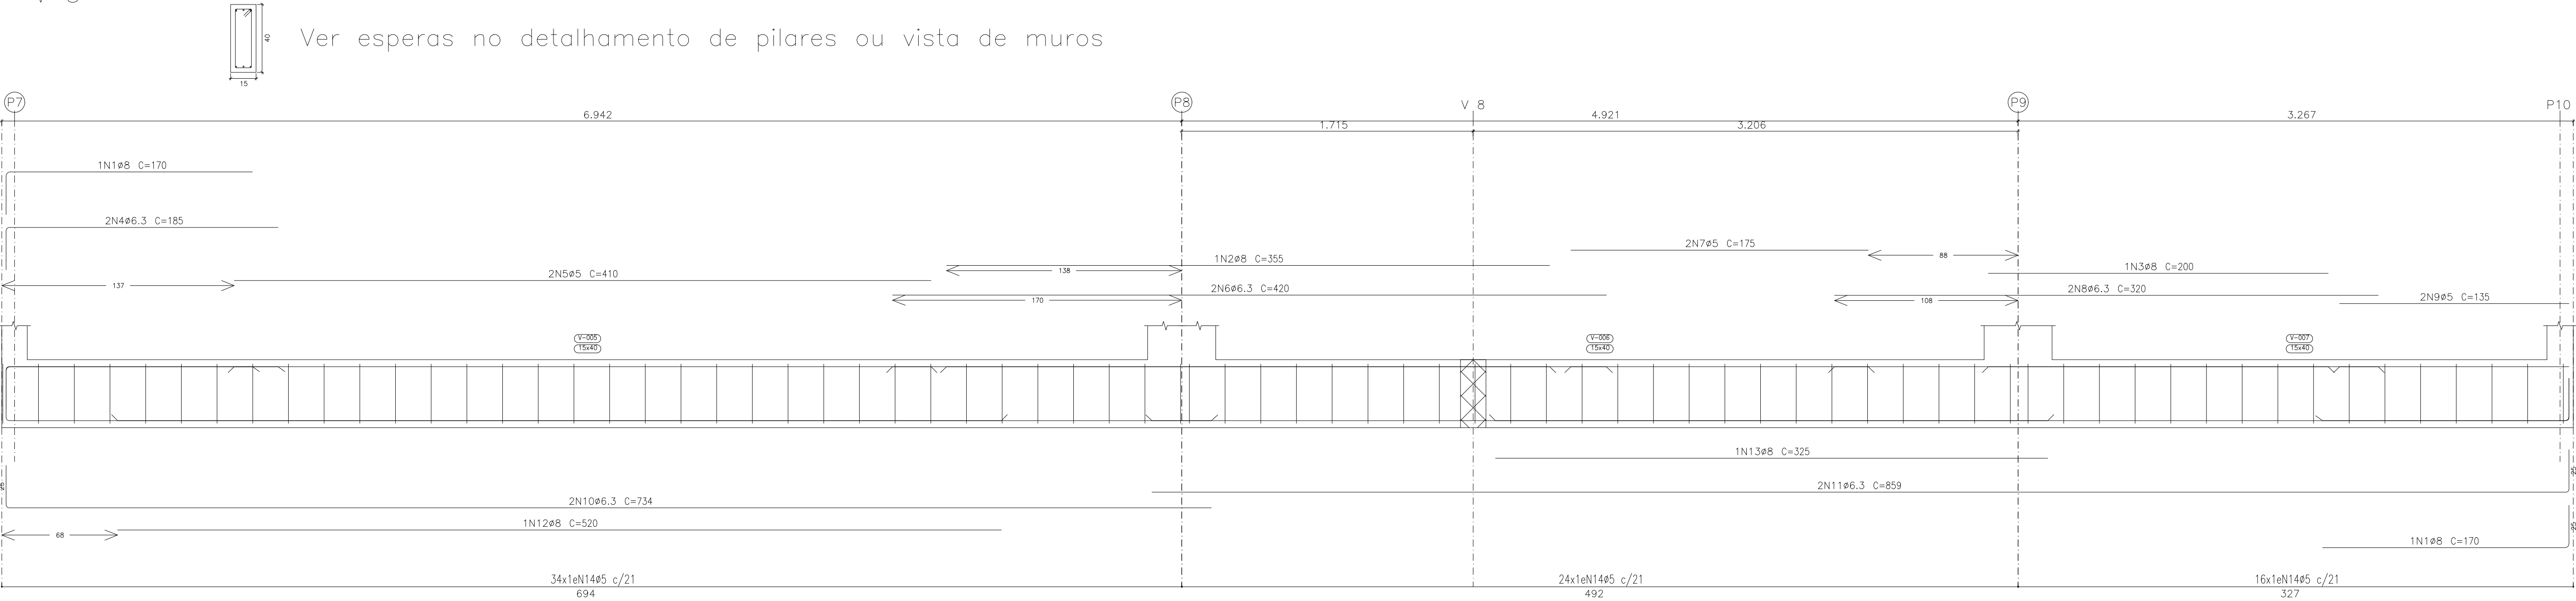 40
Ver esperas no detalhamento de pilares ou vista de muros
15
P7
P8
V 8
P9
P10
6.942
4.921
3.267
1.715
3.206
1N1ø8 C=170
2N4ø6.3 C=185
2N7ø5 C=175
88
1N2ø8 C=355
138
1N3ø8 C=200
2N5ø5 C=410
137
2N6ø6.3 C=420
170
2N8ø6.3 C=320
108
2N9ø5 C=135
V-005
15x40
V-006
15x40
V-007
15x40
1N13ø8 C=325
25
2N11ø6.3 C=859
2N10ø6.3 C=734
1N12ø8 C=520
68
25
1N1ø8 C=170
34x1eN14ø5 c/21
24x1eN14ø5 c/21
16x1eN14ø5 c/21
694
492
327